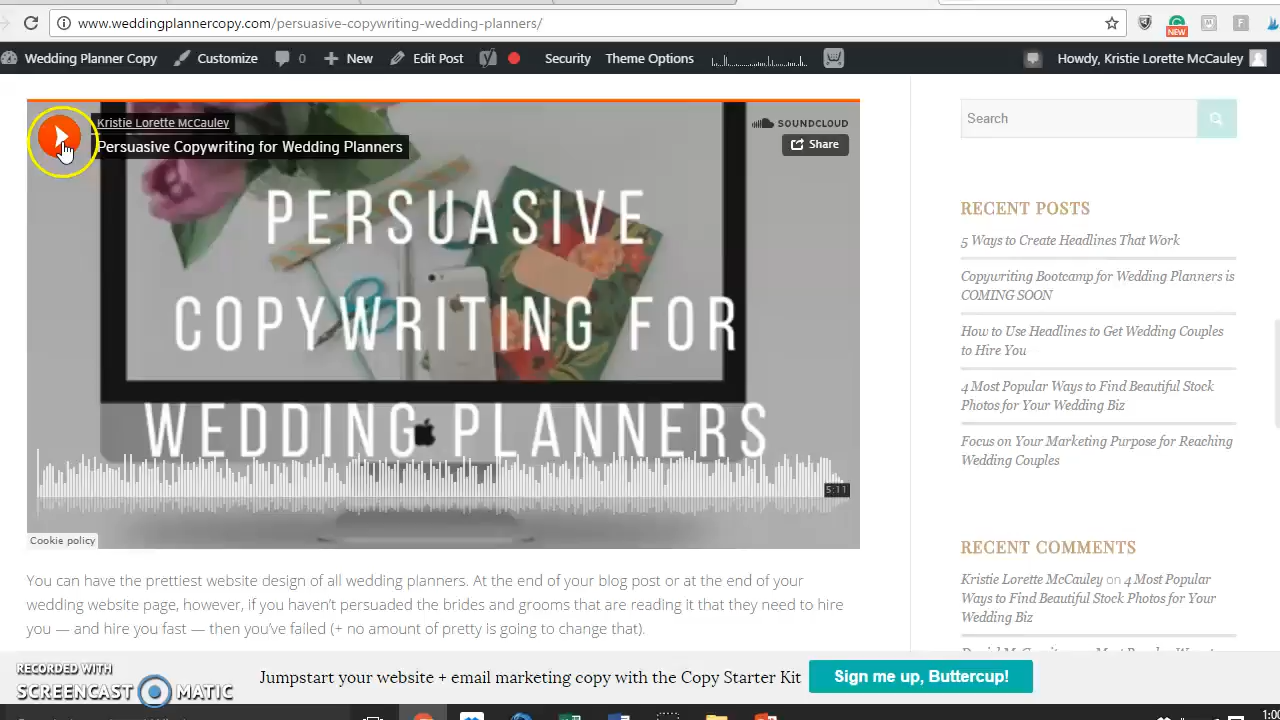 www.weddingplannercopy.com/persuasive-copywriting-wedding-planners/
NEW
Wedding Planner Copy
Customize
0
New
Edit Post
Security
Theme Options
Howdy, Kristie Lorette McCauley
Kristie Lorette McCauley
Persuasive Copywriting for Wedding Planners
SOUNDCLOUD
Share
PERSUASIVE
COPYWRITING FOR
WEDDING PLANNERS
5:11
Cookie policy
You can have the prettiest website design of all wedding planners. At the end of your blog post or at the end of your
wedding website page, however, if you haven't persuaded the brides and grooms that are reading it that they need to hire
you — and hire you fast — then you've failed (+ no amount of pretty is going to change that).
Search
RECENT POSTS
5 Ways to Create Headlines That Work
Copywriting Bootcamp for Wedding Planners is
COMING SOON
How to Use Headlines to Get Wedding Couples
to Hire You
4 Most Popular Ways to Find Beautiful Stock
Photos for Your Wedding Biz
Focus on Your Marketing Purpose for Reaching
Wedding Couples
RECENT COMMENTS
Kristie Lorette McCauley on 4 Most Popular
Ways to Find Beautiful Stock Photos for Your
Wedding Biz
RECORDED WITH
SCREENCAST MATIC
Jumpstart your website + email marketing copy with the Copy Starter Kit
Sign me up, Buttercup!